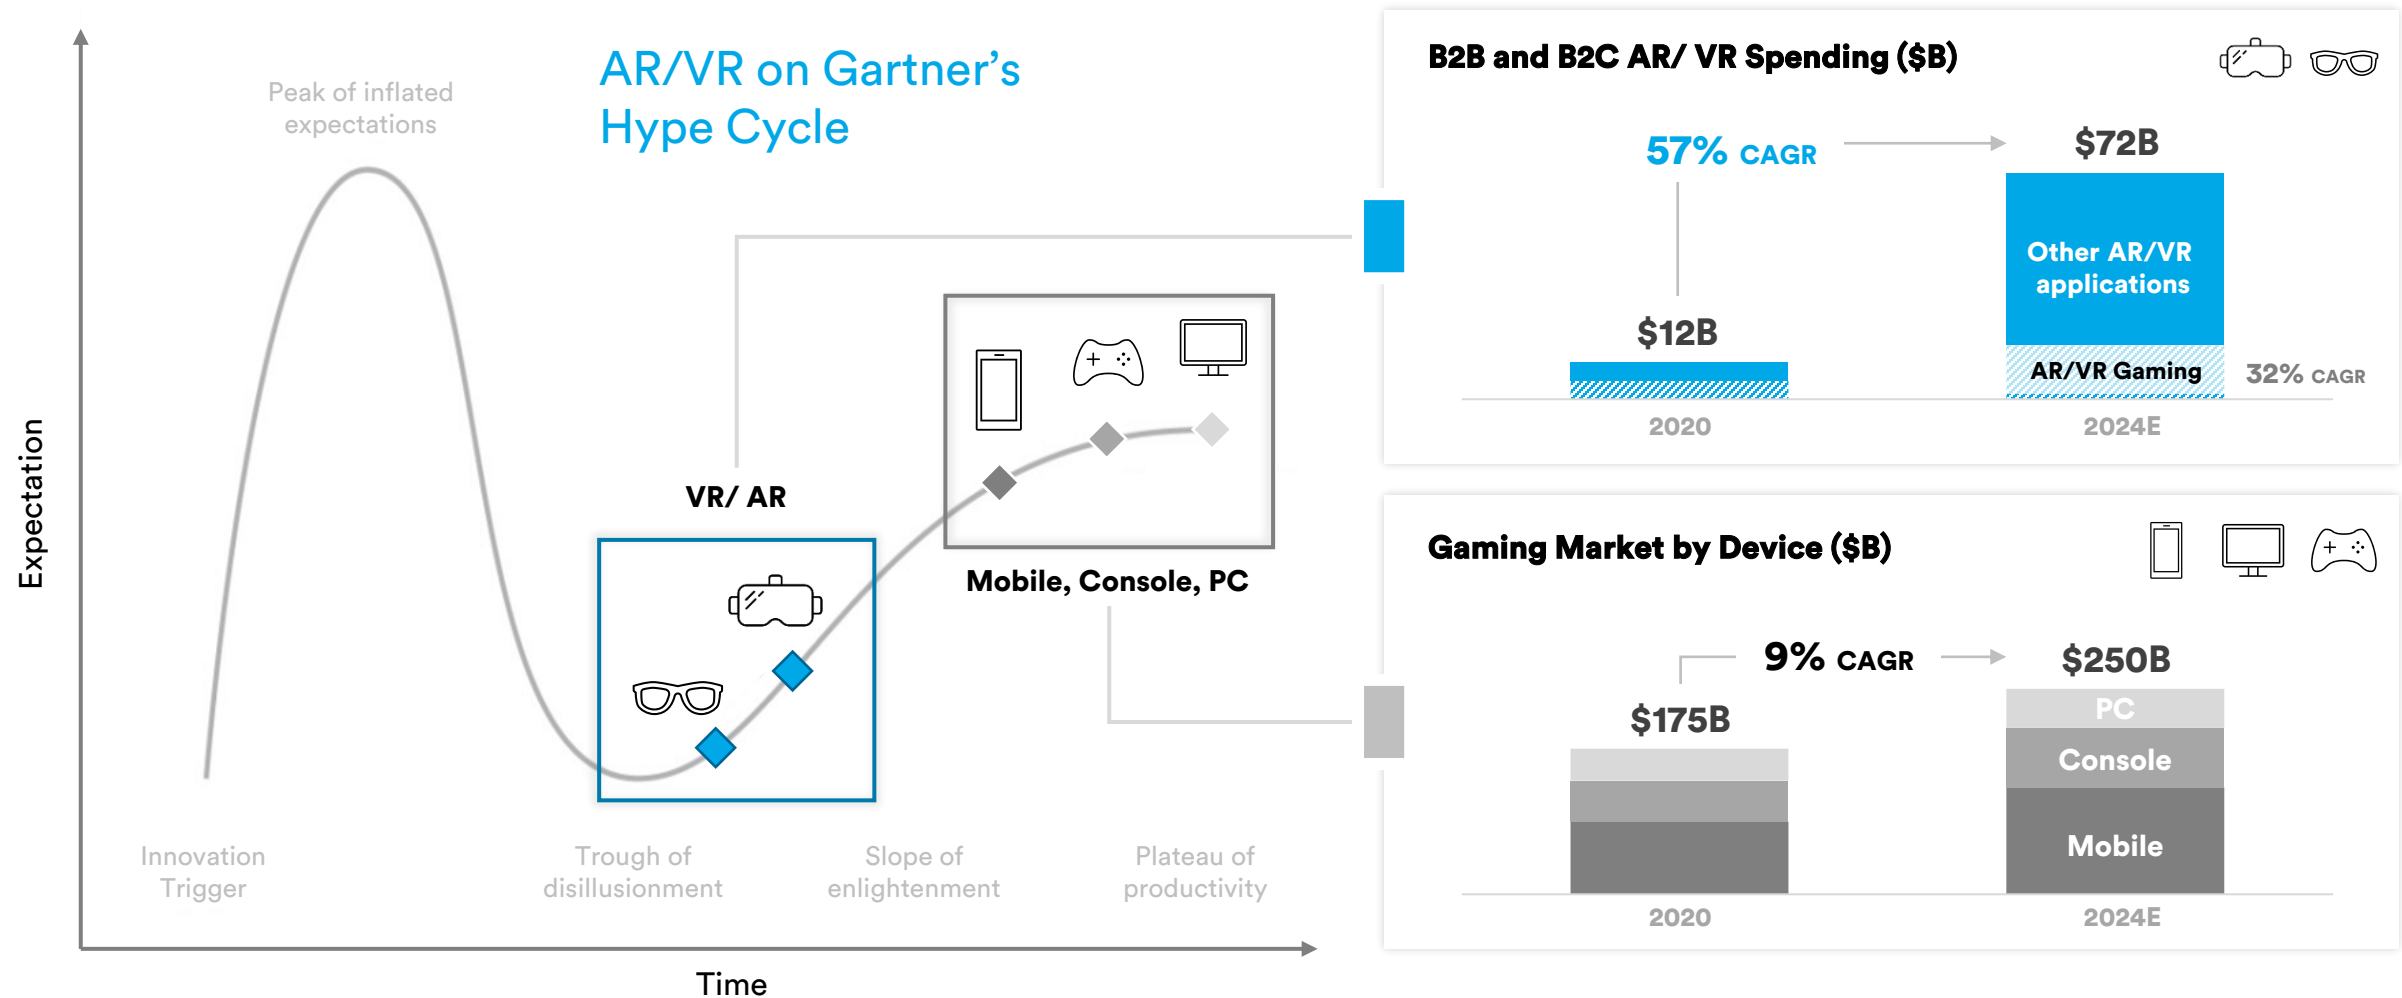 AR/VR on Gartner's
Hype Cycle
Peak of inflated
expectations
Expectation
VR/ AR
Mobile, Console, PC
Innovation
Trigger
Trough of
disillusionment
Slope of
enlightenment
Plateau of
productivity
Time
B2B and B2C AR/ VR Spending ($B)
57% CAGR
$72B
Other AR/VR
applications
$12B
AR/VR Gaming
32% CAGR
2020
2024E
Gaming Market by Device ($B)
9% CAGR
$250B
$175B
PC
Console
Mobile
2020
2024E